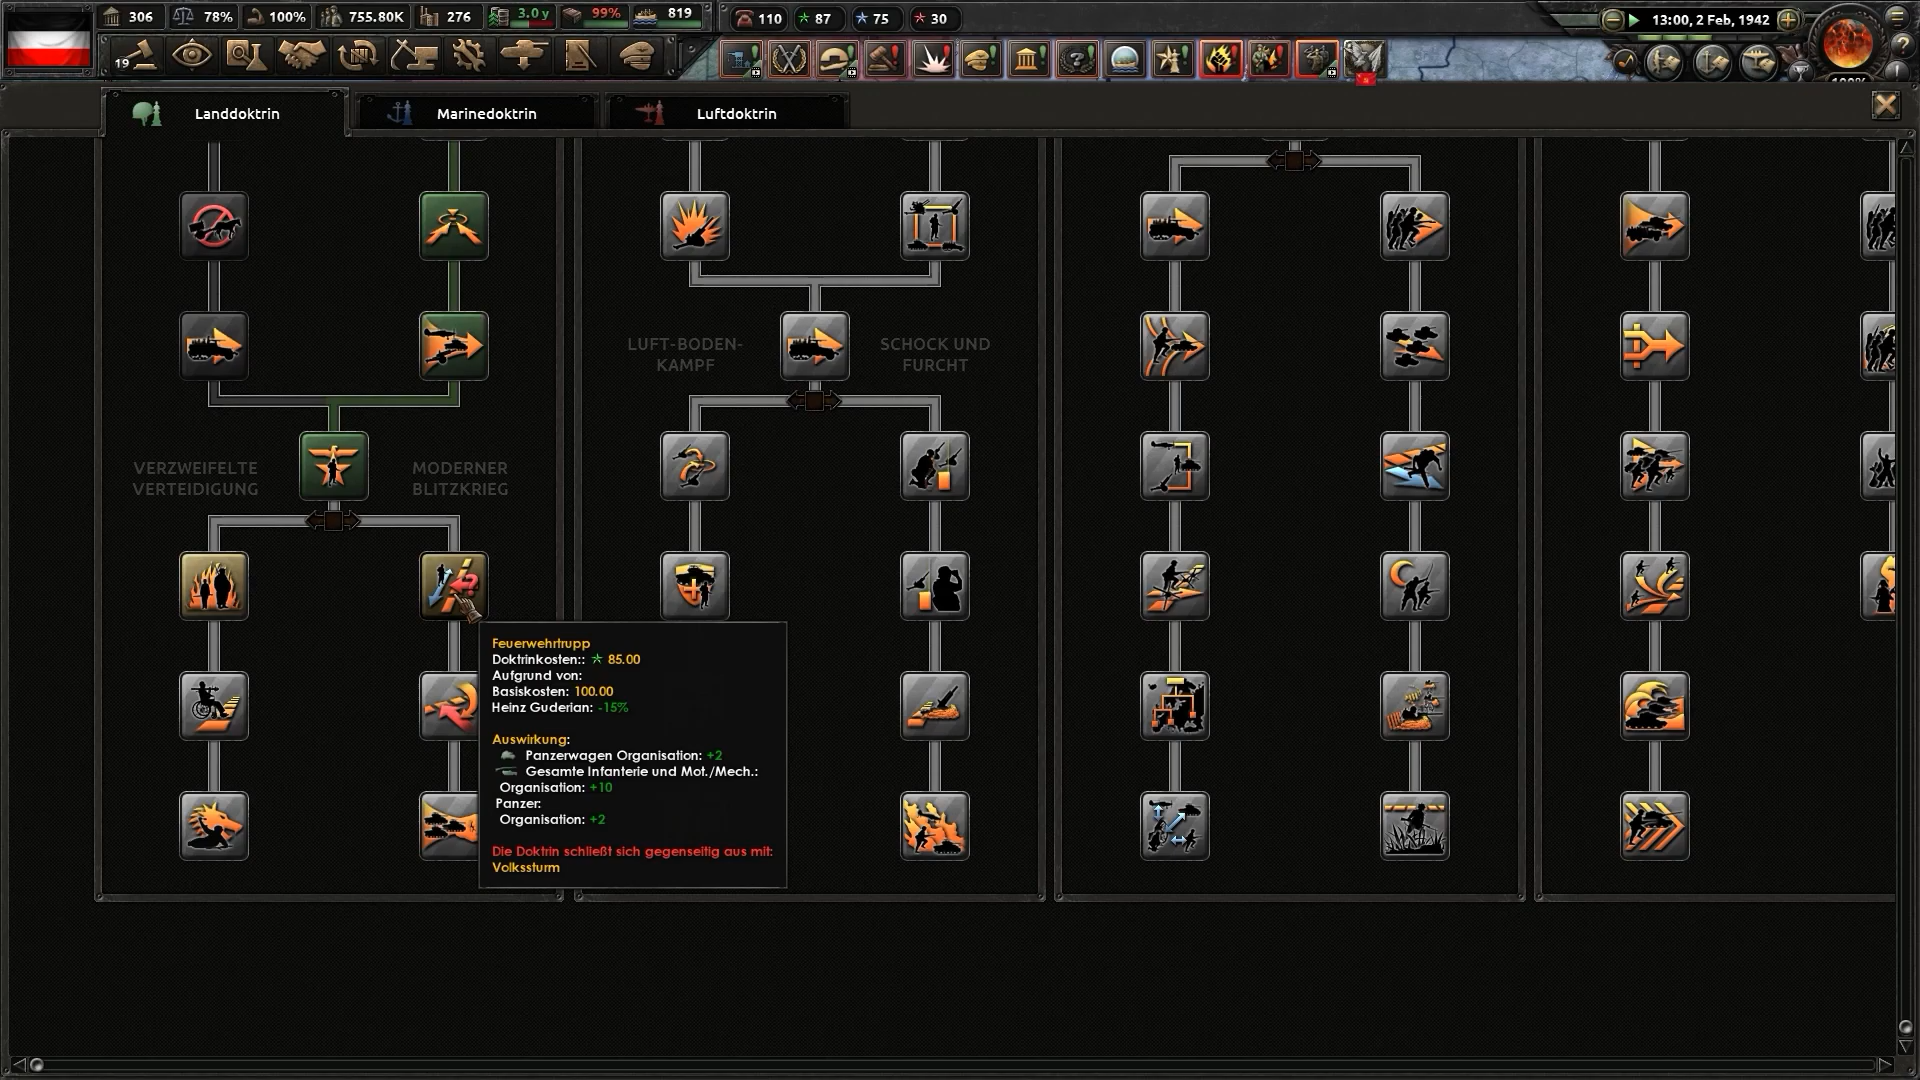 306 78% 100% 755.80K 276 3.0 y 99% 819 110 87 75 30 13:00, 2 Feb, 1942
19
Landdoktrin Marinedoktrin Luftdoktrin
LUFT-BODEN-
KAMPF
SCHOCK UND
FURCHT
VERZWEIFELTE
VERTEIDIGUNG
MODERNER
BLITZKRIEG
Feuerwehrtrupp
Doktrinkosten:: 85.00
Aufgrund von:
Basiskosten: 100.00
Heinz Guderian: -15%
Auswirkung:
Panzerwagen Organisation: +2
Gesamte Infanterie und Mot./Mech.:
Organisation: +10
Panzer:
Organisation: +2
Die Doktrin schließt sich gegenseitig aus mit:
Volkssturm